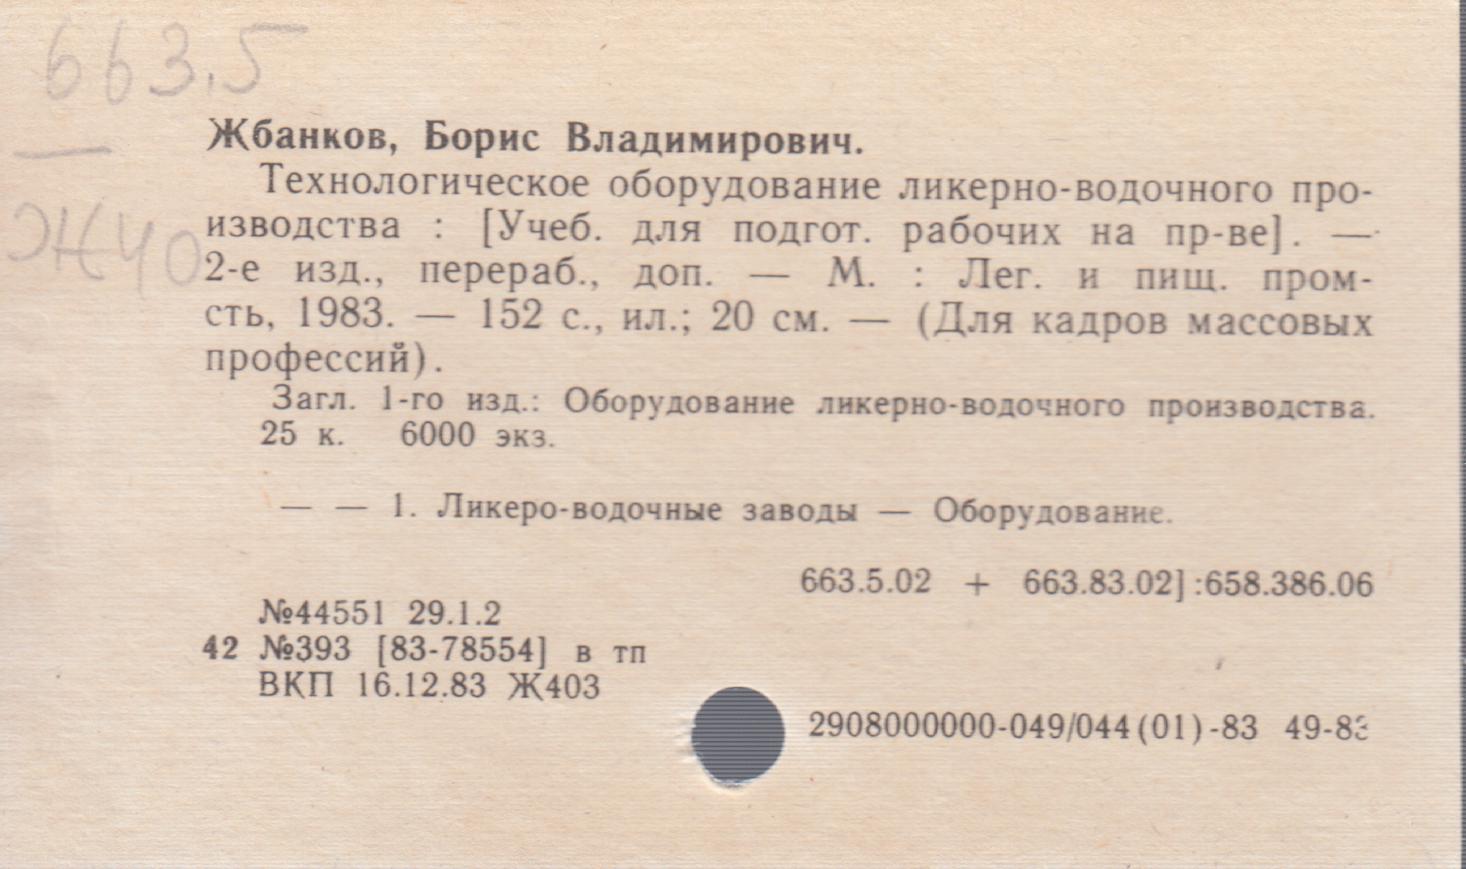 663.5
Жбанков, Борис Владимирович.
Технологическое оборудование ликерно-водочного про-
Ж40
изводства : [Учеб. для подгот. рабочих на пр-ве]. —
2-е изд., перераб., доп. — М. : Лег. и пищ. пром-
сть, 1983. — 152 с., ил.; 20 см. — (Для кадров массовых
профессий).
Загл. 1-го изд.: Оборудование ликерно-водочного производства.
25 к. 6000 экз.
— — 1. Ликеро-водочные заводы — Оборудование.
663.5.02 + 663.83.02] :658.386.06
№44551 29.1.2
42 №393 [83-78554] в тп
ВКП 16.12.83 Ж403
2908000000-049/044(01)-83 49-83